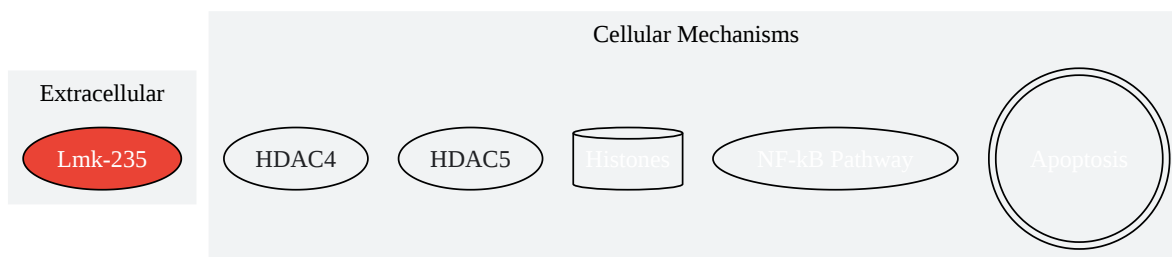 Cellular Mechanisms
Extracellular
Lmk-235
HDAC4
HDAC5
Histones
NF-kB Pathway
Apoptosis